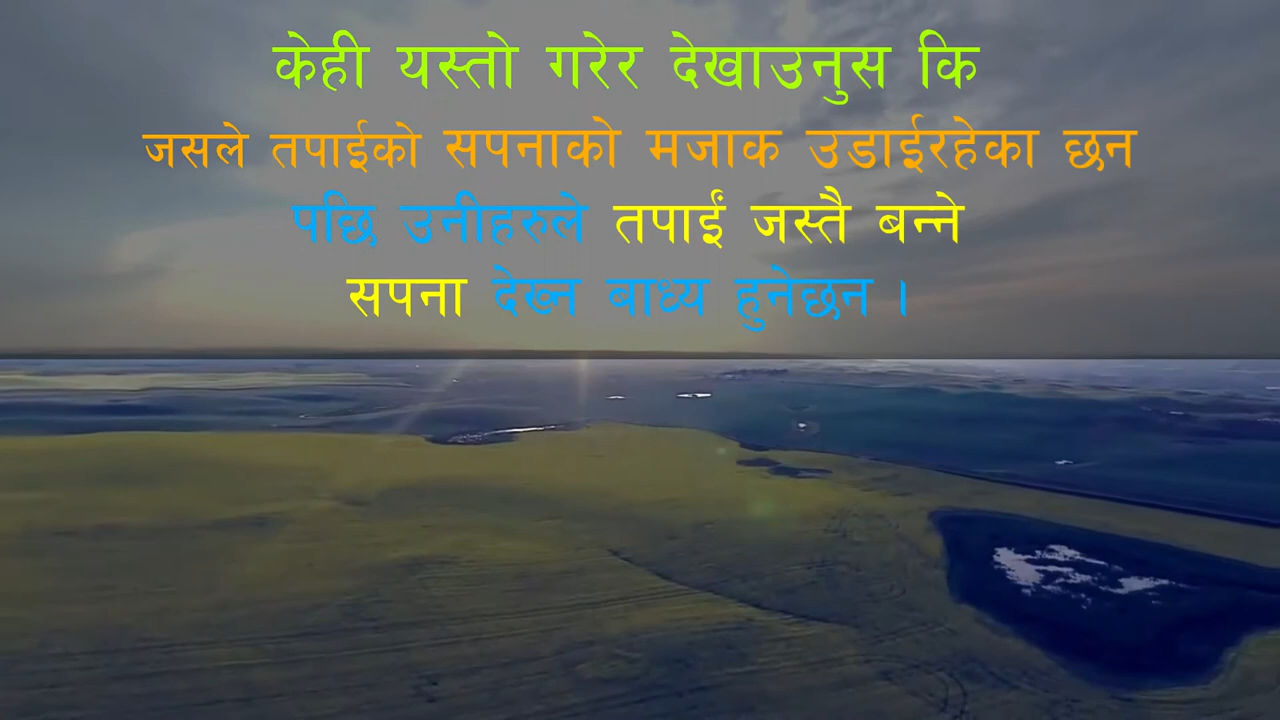 केही यस्तो गरेर देखाउनुस कि
जसले तपाईको सपनाको मजाक उडाईरहेका छन
पछि उनीहरुले तपाईं जस्तै बन्ने
सपना देख्न बाध्य हुनेछन ।